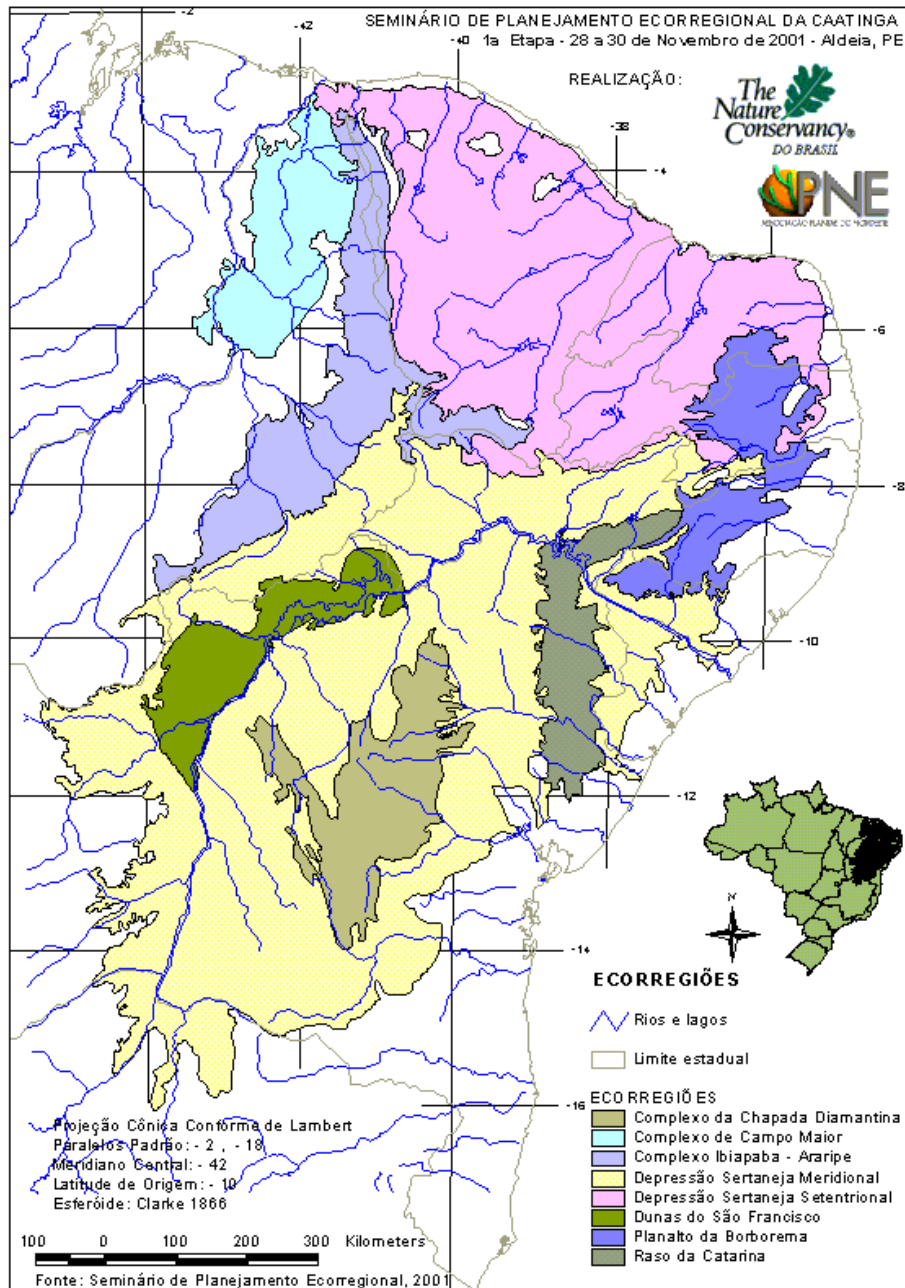 SEMINÁRIO DE PLANEJAMENTO ECORREGIONAL DA CAATINGA
1a Etapa - 28 a 30 de Novembro de 2001 - Aldeia, PE
REALIZAÇÃO:
The
Nature
Conservancy®
DO BRASIL
PNE
ASSOCIAÇÃO PLANTAS DO NORDESTE
-2
-42
-40
-38
-4
-6
-8
-10
-12
-14
-16
N
ECORREGIÕES
Rios e lagos
Limite estadual
ECORREGIÕES
Complexo da Chapada Diamantina
Complexo de Campo Maior
Complexo Ibiapaba - Araripe
Depressão Sertaneja Meridional
Depressão Sertaneja Setentrional
Dunas do São Francisco
Planalto da Borborema
Raso da Catarina
Projeção Cônica Conforme de Lambert
Paralelos Padrão: - 2 , - 18
Meridiano Central: - 42
Latitude de Origem: - 10
Esferóide: Clarke 1866
100 0 100 200 300 Kilometers
Fonte: Seminário de Planejamento Ecorregional, 2001